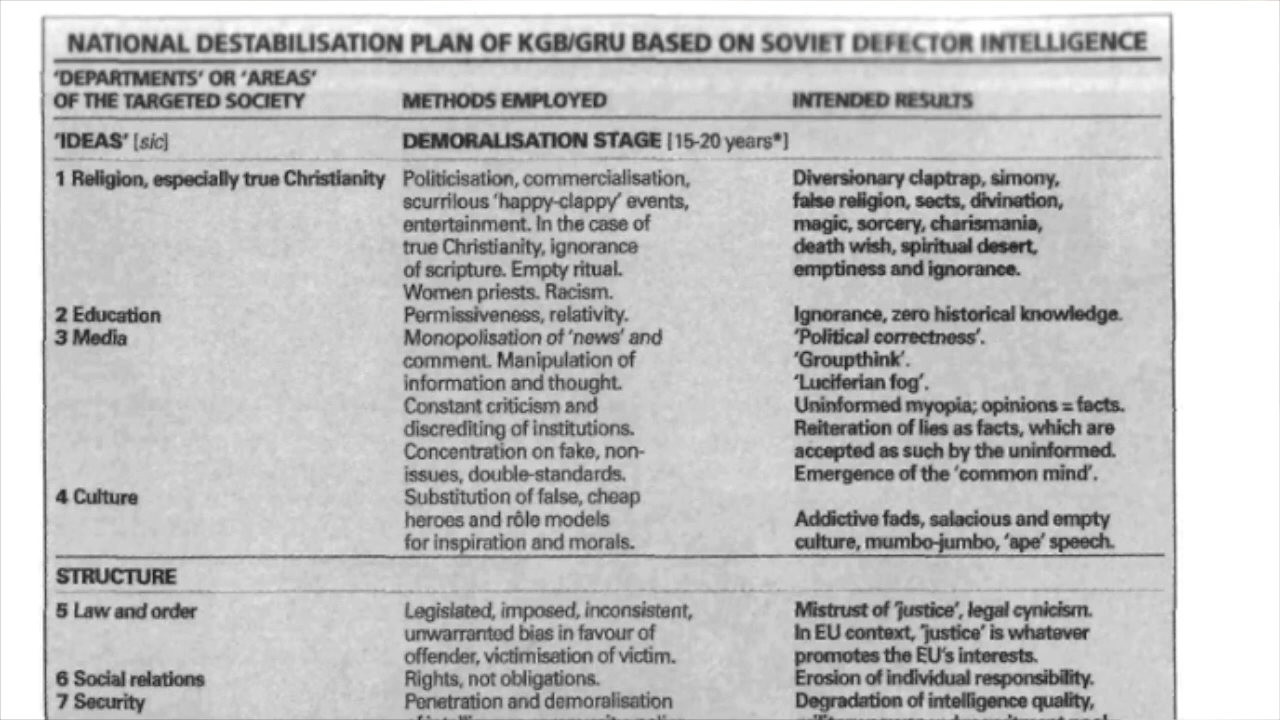 NATIONAL DESTABILISATION PLAN OF KGB/GRU BASED ON SOVIET DEFECTOR INTELLIGENCE
'DEPARTMENTS' OR 'AREAS'
OF THE TARGETED SOCIETY METHODS EMPLOYED INTENDED RESULTS
'IDEAS' [sic] DEMORALISATION STAGE [15-20 years*]
1 Religion, especially true Christianity Politicisation, commercialisation, Diversionary claptrap, simony,
scurrilous 'happy-clappy' events, false religion, sects, divination,
entertainment. In the case of magic, sorcery, charismania,
true Christianity, ignorance death wish, spiritual desert,
of scripture. Empty ritual. emptiness and ignorance.
Women priests. Racism.
2 Education Permissiveness, relativity. Ignorance, zero historical knowledge.
3 Media Monopolisation of 'news' and 'Political correctness'.
comment. Manipulation of 'Groupthink'.
information and thought. 'Luciferian fog'.
Constant criticism and Uninformed myopia; opinions = facts.
discrediting of institutions. Reiteration of lies as facts, which are
Concentration on fake, non- accepted as such by the uninformed.
issues, double-standards. Emergence of the 'common mind'.
4 Culture Substitution of false, cheap
heroes and rôle models Addictive fads, salacious and empty
for inspiration and morals. culture, mumbo-jumbo, 'ape' speech.
STRUCTURE
5 Law and order Legislated, imposed, inconsistent, Mistrust of 'justice', legal cynicism.
unwarranted bias in favour of In EU context, 'justice' is whatever
offender, victimisation of victim. promotes the EU's interests.
6 Social relations Rights, not obligations. Erosion of individual responsibility.
7 Security Penetration and demoralisation Degradation of intelligence quality,